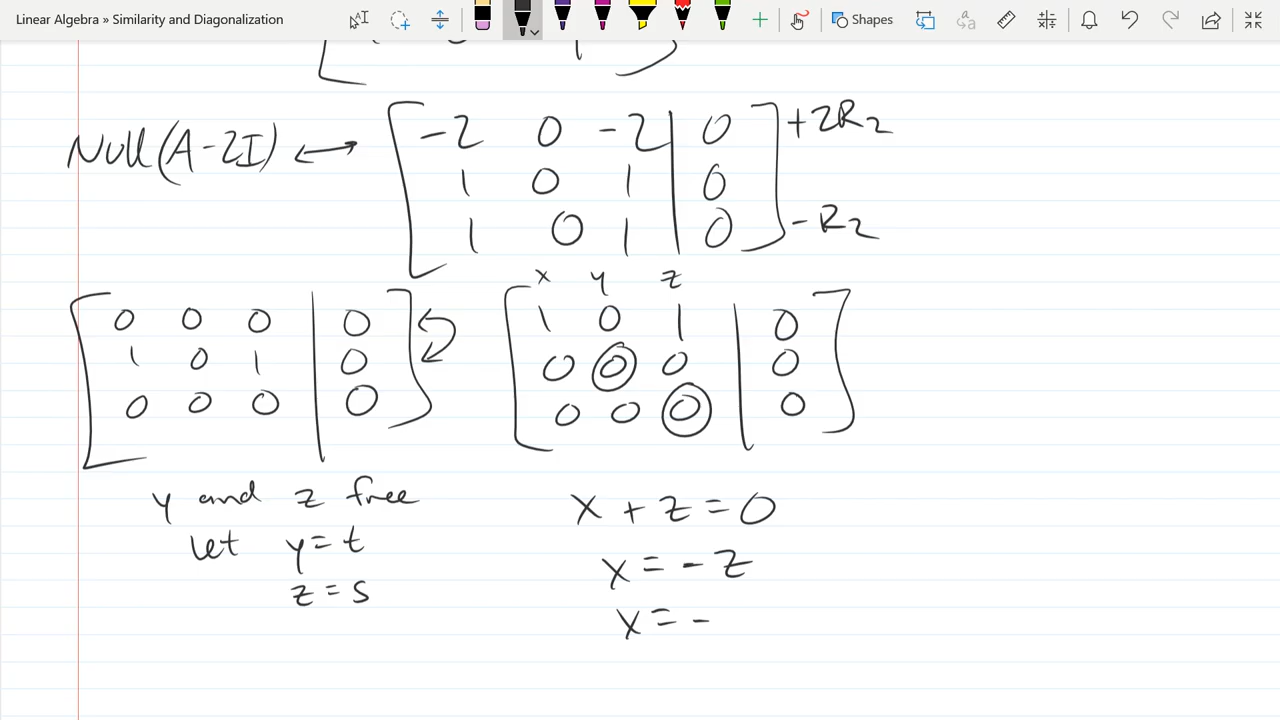 Linear Algebra » Similarity and Diagonalization
Shapes
Null(A-2I) ↔ [ -2 0 -2 | 0 ] +2R2
1 0 1 | 0
1 0 1 | 0 -R2
x y z
0 0 0 | 0
1 0 1 | 0
0 0 0 | 0
1 0 1 | 0
0 0 0 | 0
0 0 0 | 0
y and z free
let y = t
z = s
x + z = 0
x = - z
x = -